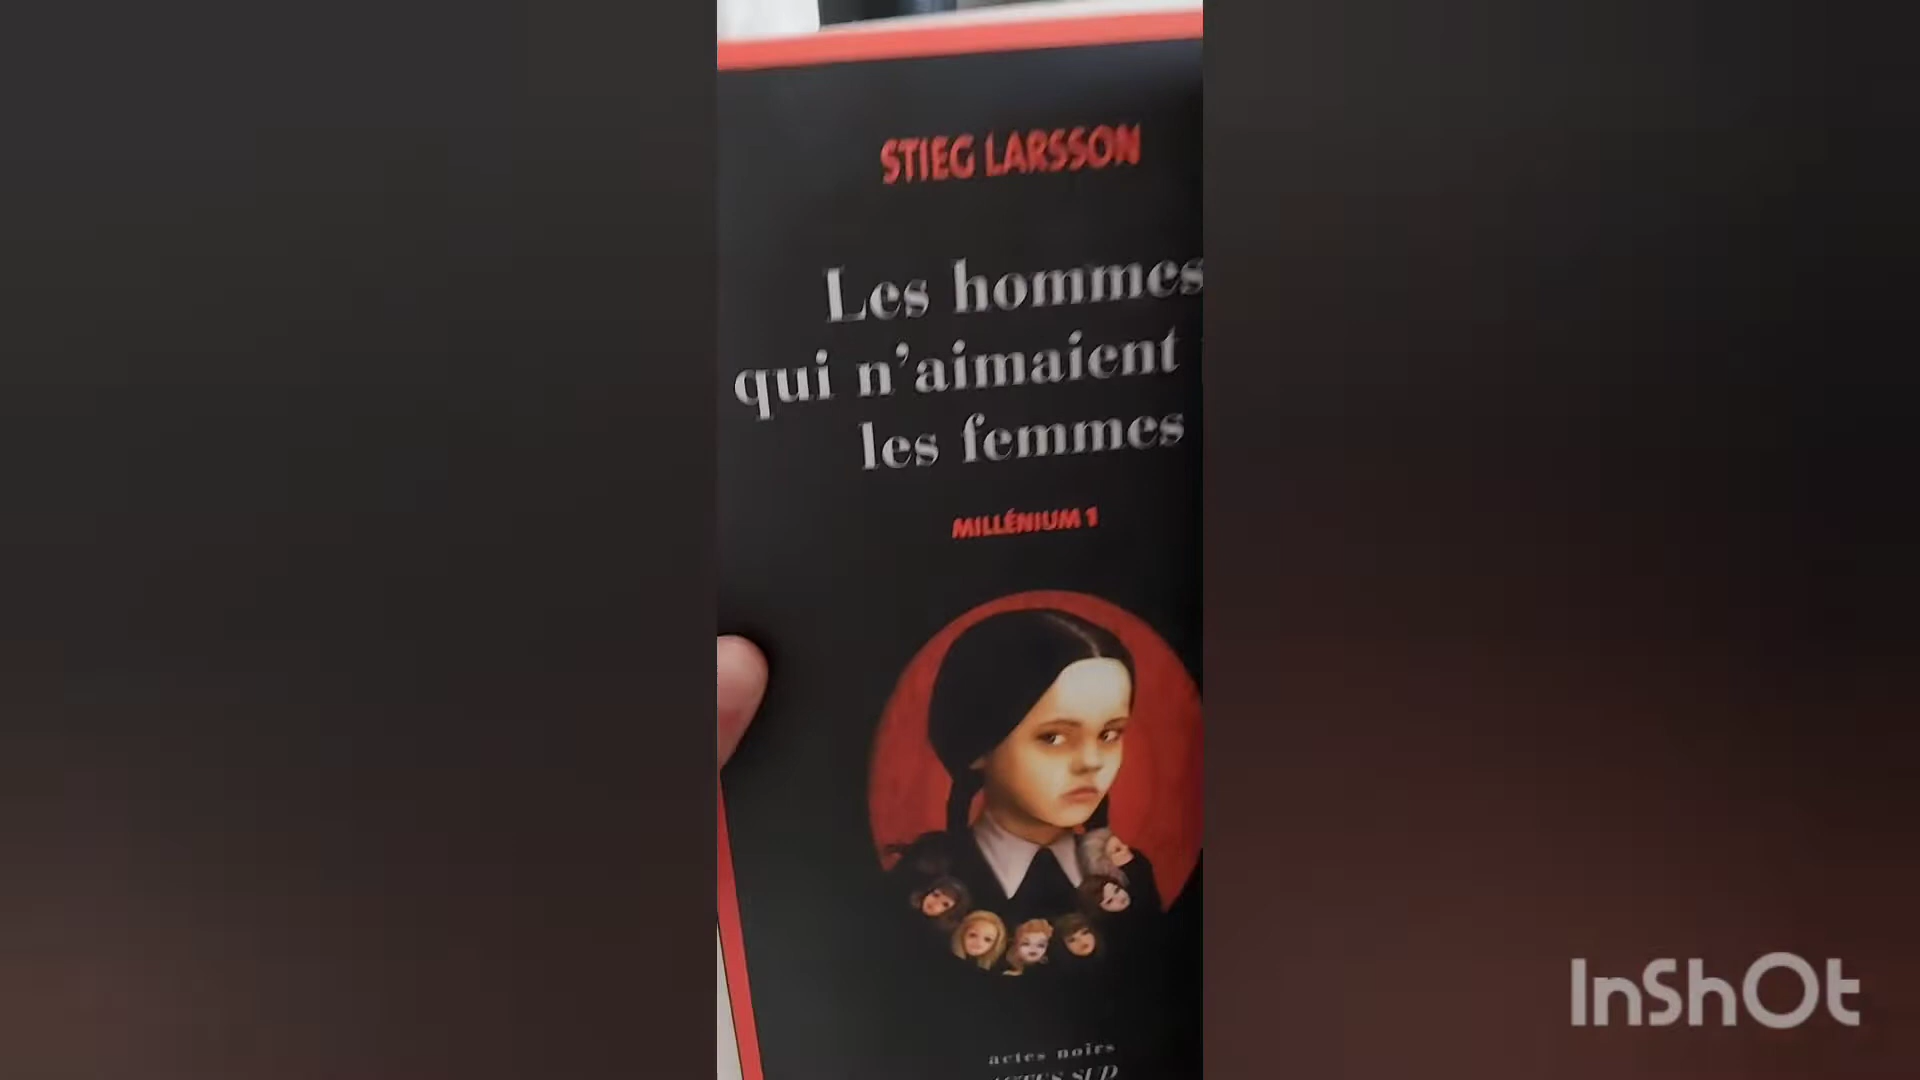 STIEG LARSSON
Les hommes
qui n'aimaient
les femmes
MILLÉNIUM 1
actes noirs
ACTES SUD
InShOt